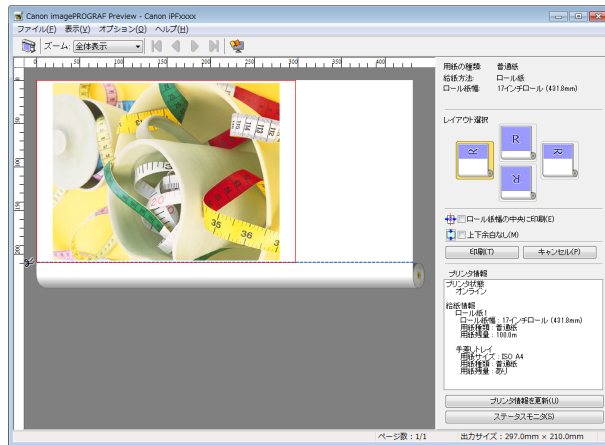 Canon imagePROGRAF Preview - Canon iPFxxxx
ファイル(F) 表示(V) オプション(O) ヘルプ(H)
ズーム: 全体表示
0 50 100 150 200 250 300 350 400
用紙の種類: 普通紙
給紙方法: ロール紙
ロール紙幅: 17インチロール (431.8mm)
レイアウト選択
R
R
R
R
ロール紙幅の中央に印刷(E)
上下余白なし(M)
印刷(T) キャンセル(P)
プリンタ情報
プリンタ状態
オンライン
給紙情報
ロール紙1
ロール紙幅 : 17インチロール (431.8mm)
用紙種類 : 普通紙
用紙残量 : 100.0m
手差しトレイ
用紙サイズ : ISO A4
用紙種類 : 普通紙
用紙残量 : あり
プリンタ情報を更新(U)
ステータスモニタ(S)
ページ数 : 1/1 出力サイズ : 297.0mm × 210.0mm